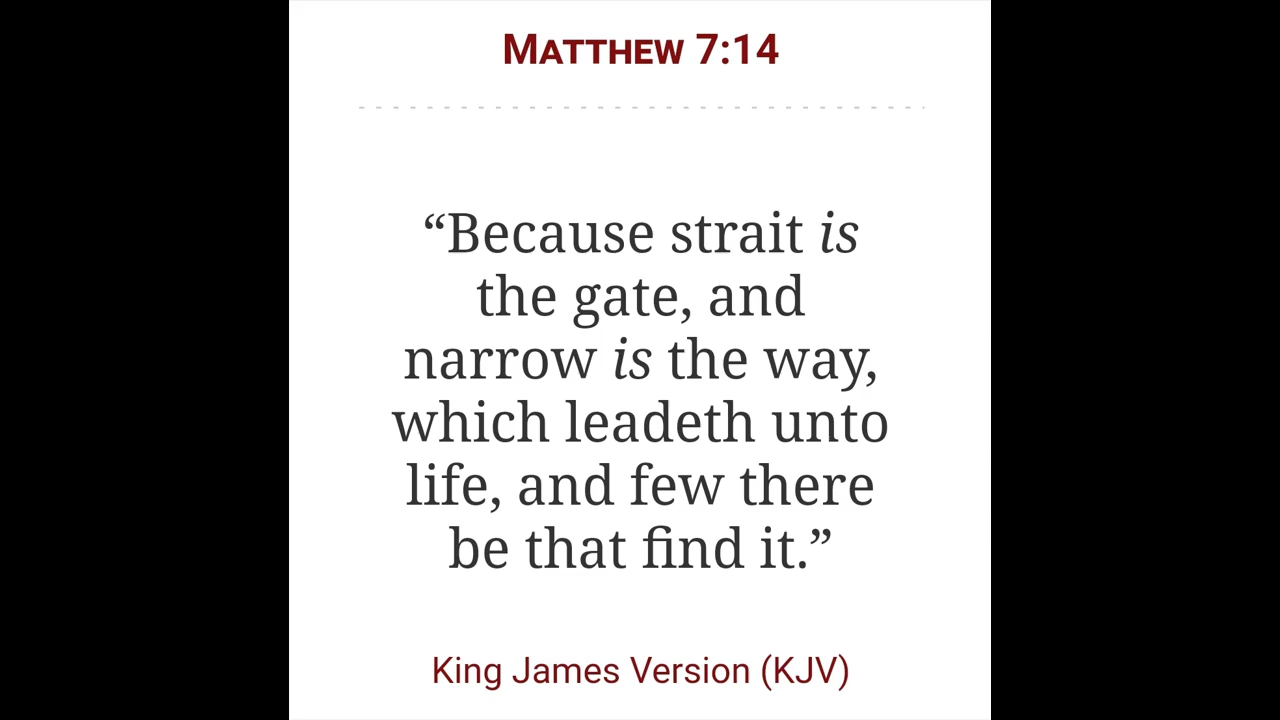 Matthew 7:14
“Because strait is
the gate, and
narrow is the way,
which leadeth unto
life, and few there
be that find it.”
King James Version (KJV)